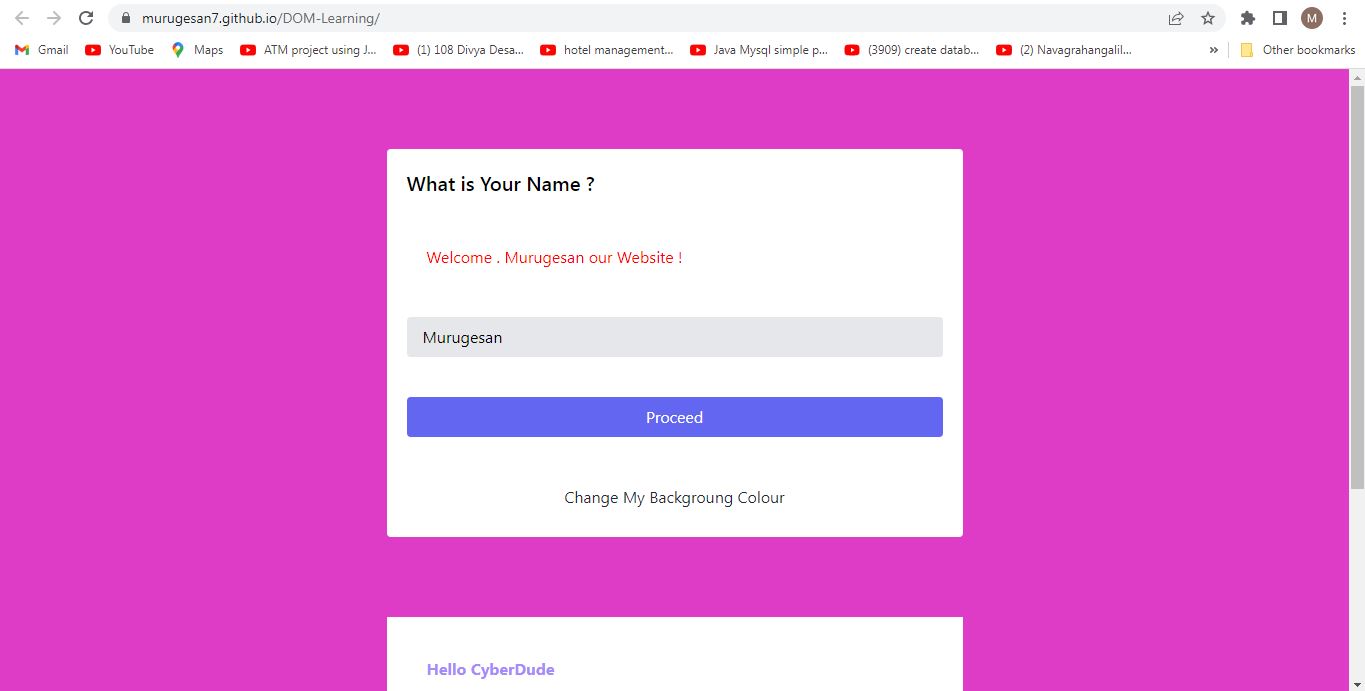 murugesan7.github.io/DOM-Learning/
M
Gmail YouTube Maps ATM project using J... (1) 108 Divya Desa... hotel management... Java Mysql simple p... (3909) create datab... (2) Navagrahangalil... » Other bookmarks
What is Your Name ?
Welcome . Murugesan our Website !
Murugesan
Proceed
Change My Backgroung Colour
Hello CyberDude